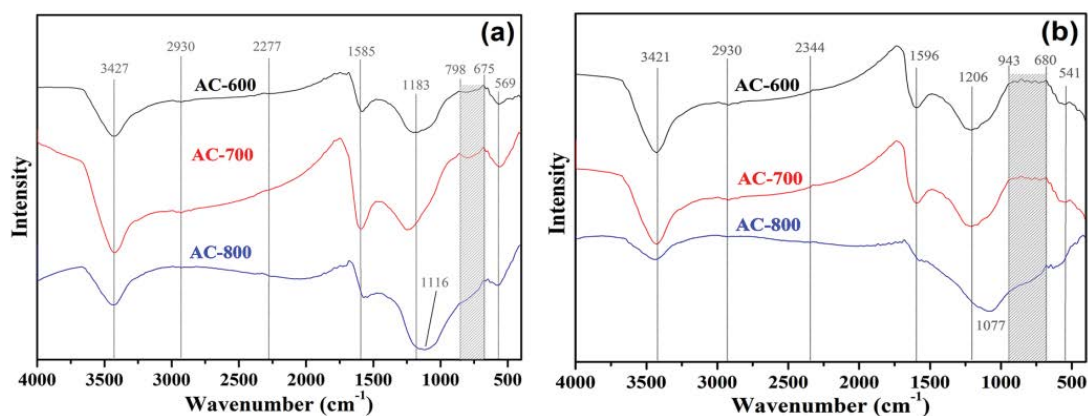 (a)
3427
2930
2277
1585
1183
798
675
569
AC-600
AC-700
AC-800
1116
Intensity
4000
3500
3000
2500
2000
1500
1000
500
Wavenumber (cm-1)
(b)
3421
2930
2344
1596
1206
943
680
541
AC-600
AC-700
AC-800
1077
Intensity
4000
3500
3000
2500
2000
1500
1000
500
Wavenumber (cm-1)